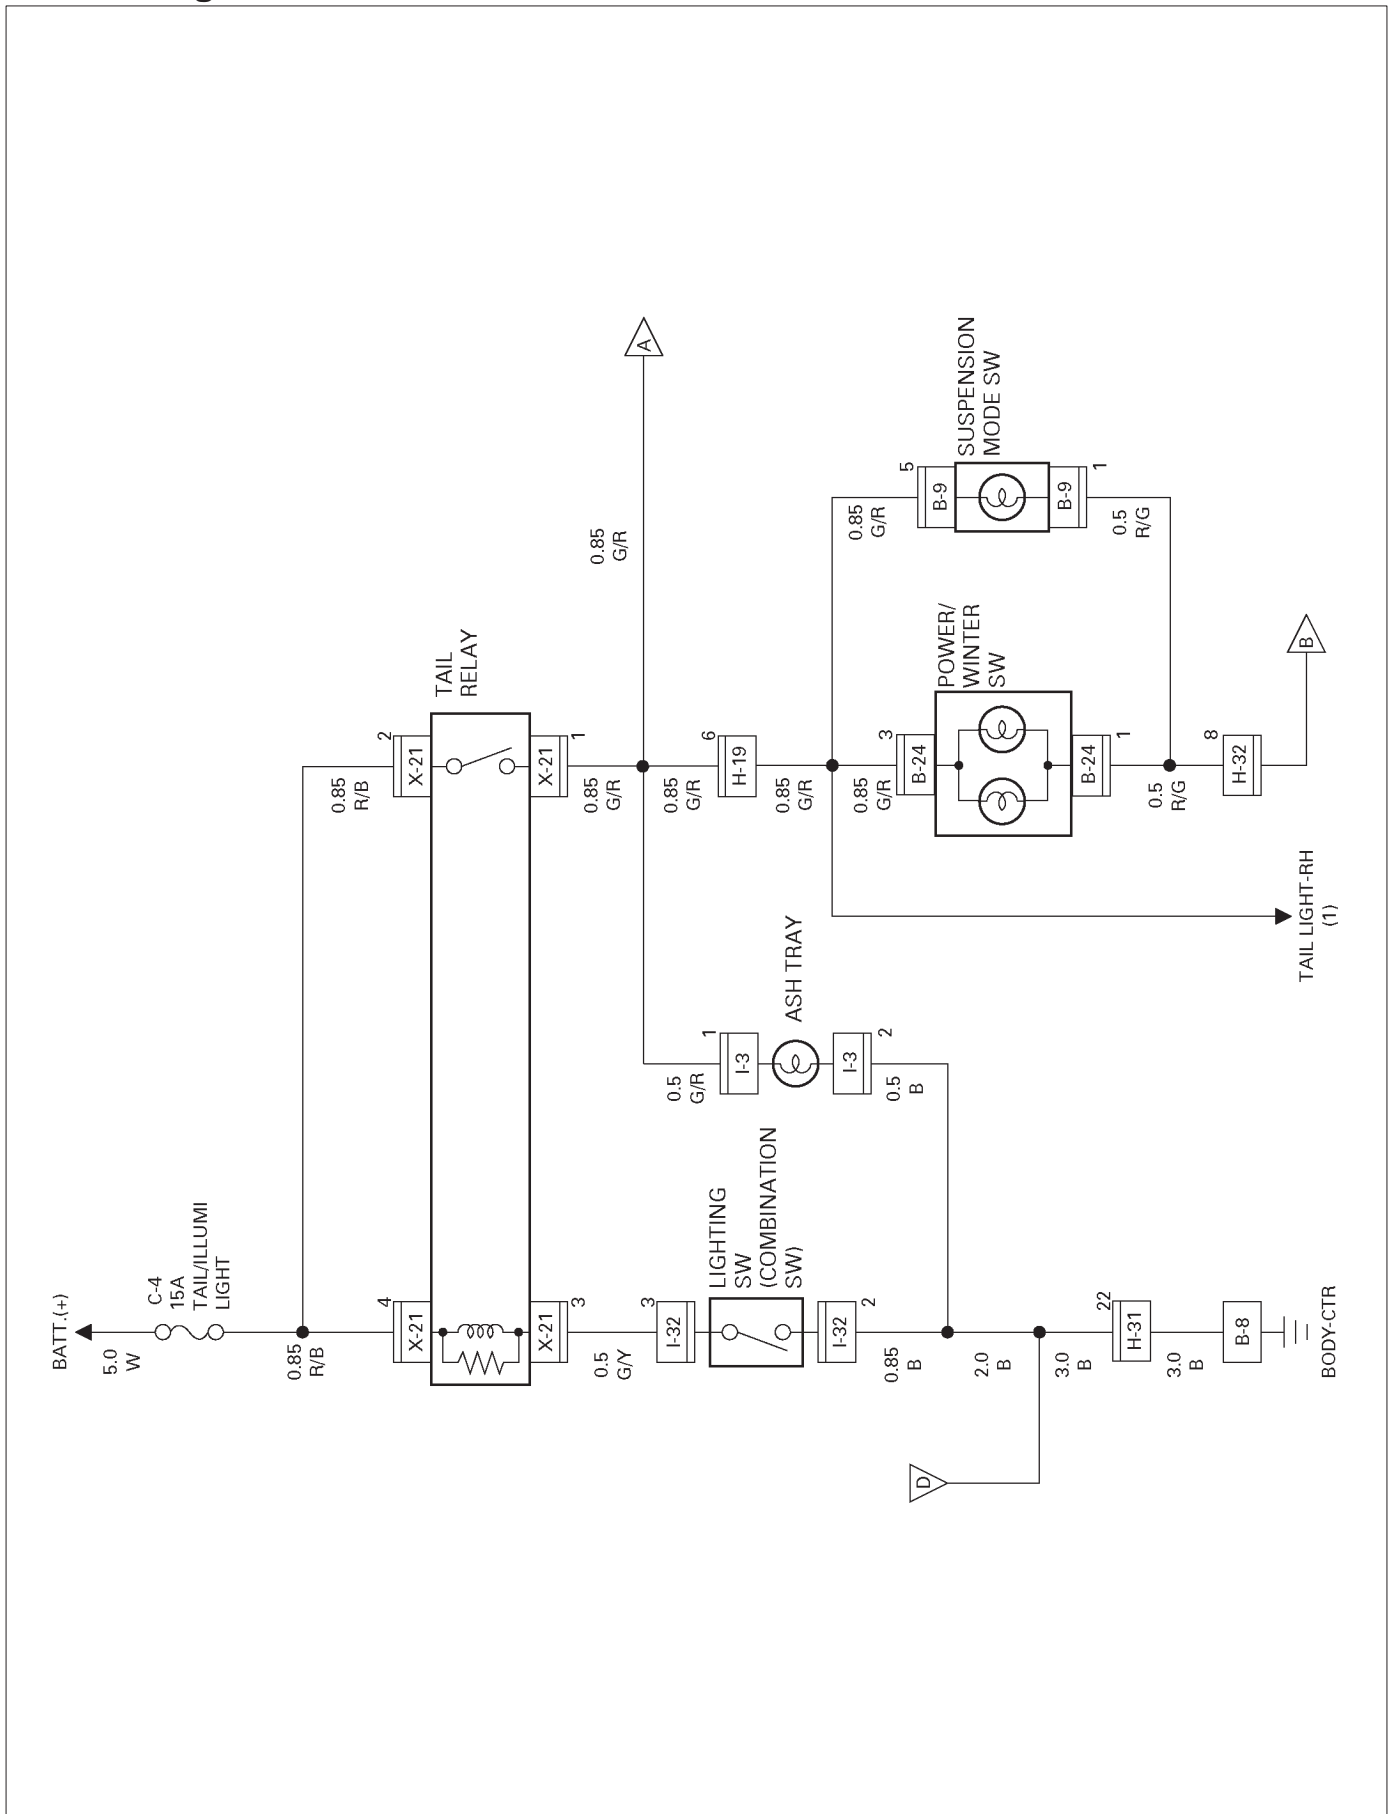 BATT.(+)
5.0
W
C-4
15A
TAIL/ILLUMI
LIGHT
0.85
R/B
0.85
R/B
4
X-21
2
X-21
TAIL
RELAY
X-21
3
X-21
1
0.5
G/Y
0.85
G/R
0.85
G/R
A
0.5
G/R
0.85
G/R
3
I-32
1
I-3
6
H-19
LIGHTING
SW
(COMBINATION
SW)
ASH TRAY
0.85
G/R
I-32
2
I-3
2
0.85
G/R
0.85
G/R
3
B-24
5
B-9
0.85
B
0.5
B
POWER/
WINTER
SW
SUSPENSION
MODE SW
D
2.0
B
3.0
B
B-24
1
B-9
1
22
H-31
0.5
R/G
0.5
R/G
3.0
B
8
H-32
B-8
B
BODY-CTR
TAIL LIGHT-RH
(1)